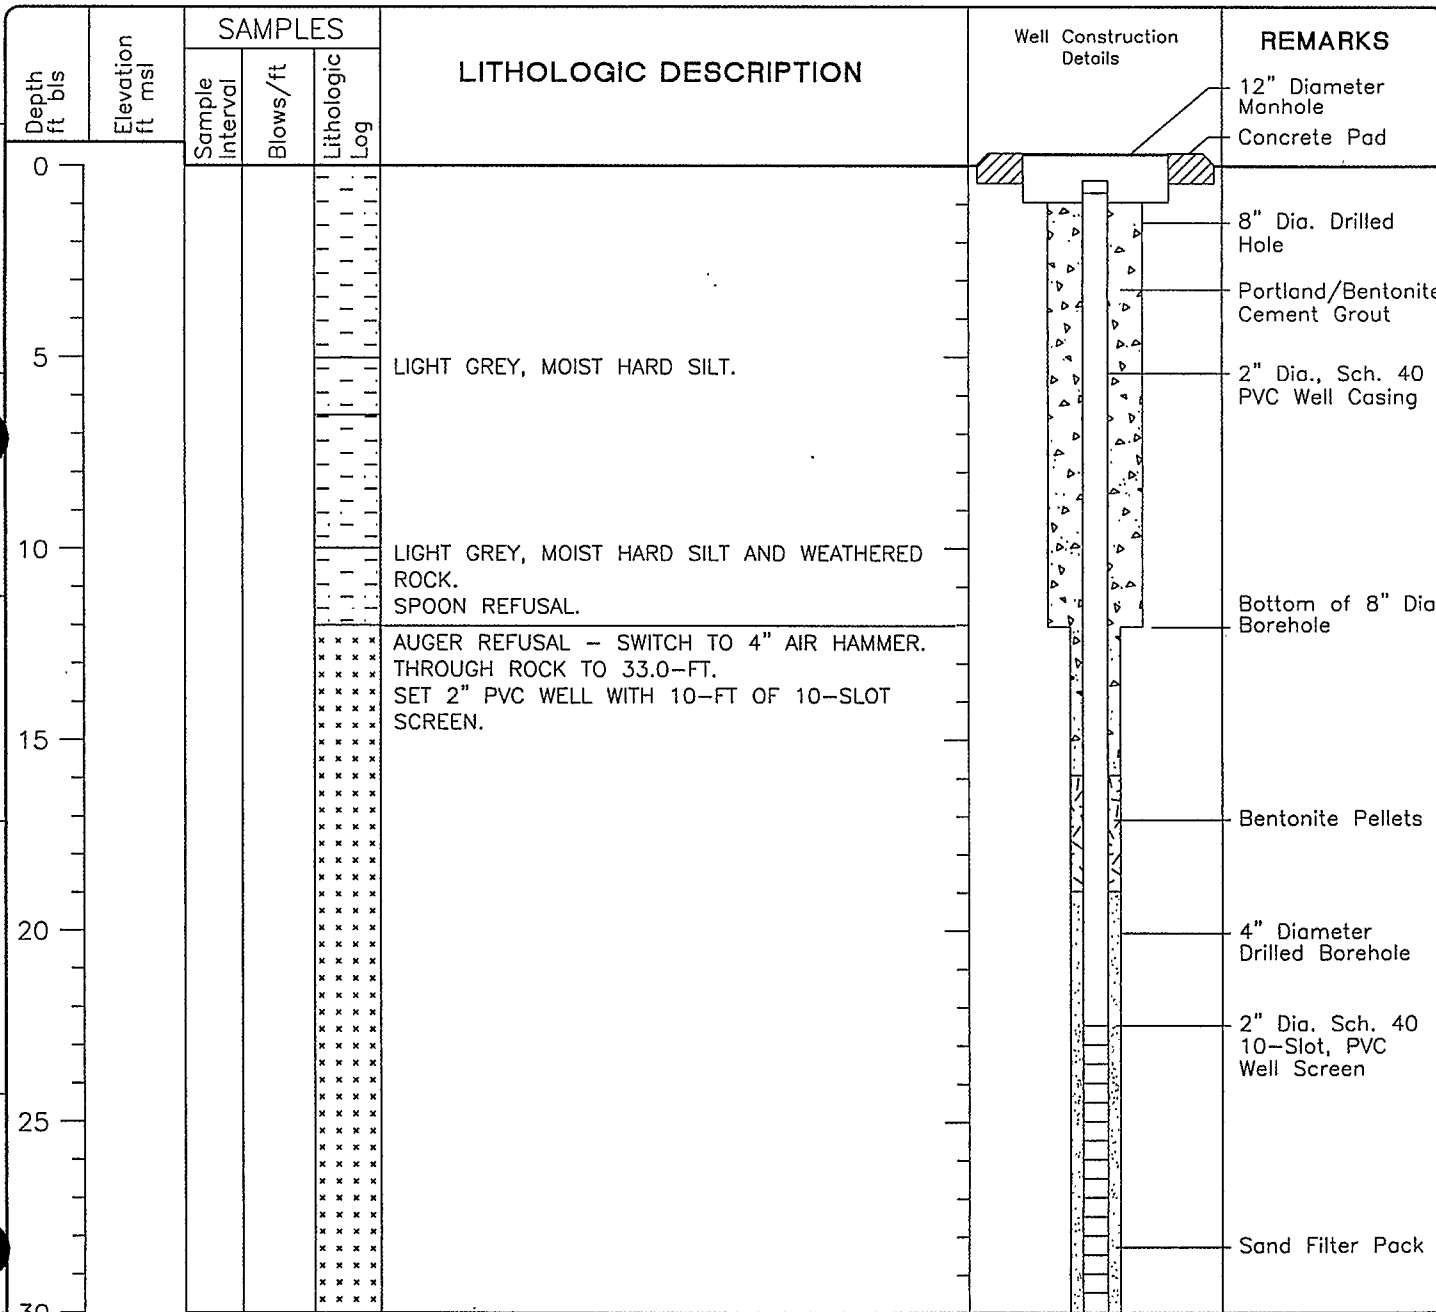 SAMPLES
Depth
ft bls
Elevation
ft msl
Sample
Interval
Blows/ft
Lithologic
Log
LITHOLOGIC DESCRIPTION
Well Construction
Details
REMARKS
12" Diameter
Manhole
Concrete Pad
0
8" Dia. Drilled
Hole
Portland/Bentonite
Cement Grout
5
LIGHT GREY, MOIST HARD SILT.
2" Dia., Sch. 40
PVC Well Casing
10
LIGHT GREY, MOIST HARD SILT AND WEATHERED
ROCK.
SPOON REFUSAL.
Bottom of 8" Dia
Borehole
AUGER REFUSAL – SWITCH TO 4" AIR HAMMER.
THROUGH ROCK TO 33.0–FT.
SET 2" PVC WELL WITH 10–FT OF 10–SLOT
SCREEN.
15
Bentonite Pellets
20
4" Diameter
Drilled Borehole
2" Dia. Sch. 40
10–Slot, PVC
Well Screen
25
Sand Filter Pack
30